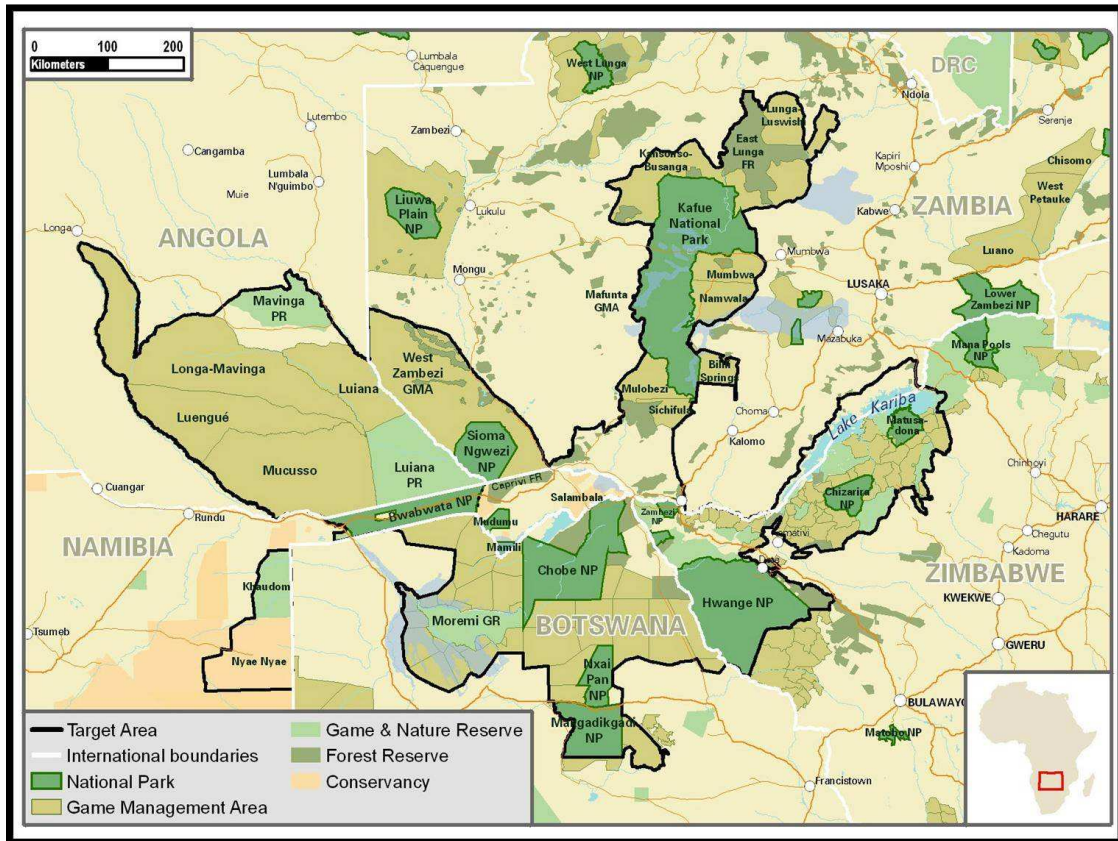 0 100 200
Kilometers
Lumbala
Caquengue
West Lunga
NP
DRC
Ndola
Lunga
Luswishi
Serenje
Lutembo
Zambezi
East
Lunga
FR
Cangamba
Kapiri
Mposhi
Chisomo
Lumbala
N'guimbo
Busanga
West
Petauke
Muie
Liuwa
Plain
NP
Lukulu
Kafue
National
Park
Kabwe
ZAMBIA
Longa
ANGOLA
Luano
Mongu
Mumbwa
Mumbwa
Mafunta
GMA
Namwala
LUSAKA
Lower
Zambezi NP
Mavinga
PR
Mazabuka
Mana Pools
NP
West
Zambezi
GMA
Longa-Mavinga
Luiana
Springs
Mulobezi
Sichifula
Choma
Lake Kariba
Luengué
Kalomo
Matusa-
dona
Sioma
Ngwezi
NP
Luiana
PR
Mucusso
Caprivi FR
Chinhoyi
Cuangar
Salambala
Chizarira
NP
Bwabwata NP
Rundu
Zambezi
NP
HARARE
Mudumu
Chegutu
NAMIBIA
Mamili
Kadoma
Chobe NP
ZIMBABWE
Khaudom
Hwange NP
KWEKWE
Moremi GR
BOTSWANA
Tsumeb
GWERU
Nyae Nyae
Nxai
Pan
NP
BULAWAYO
Makgadikgadi
NP
Matobo NP
Francistown
Target Area
International boundaries
National Park
Game Management Area
Game & Nature Reserve
Forest Reserve
Conservancy